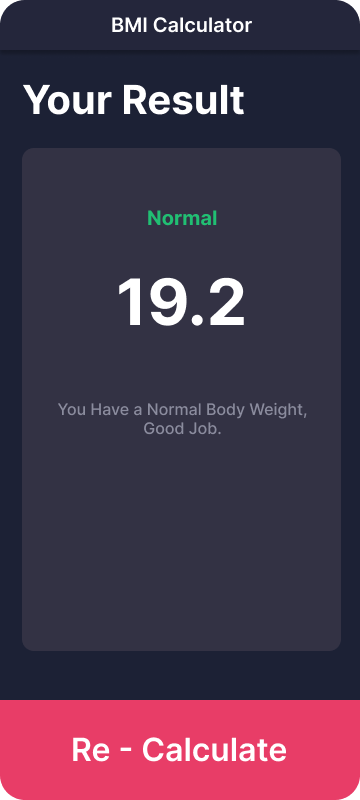 BMI Calculator
Your Result
Normal
19.2
You Have a Normal Body Weight,
Good Job.
Re - Calculate